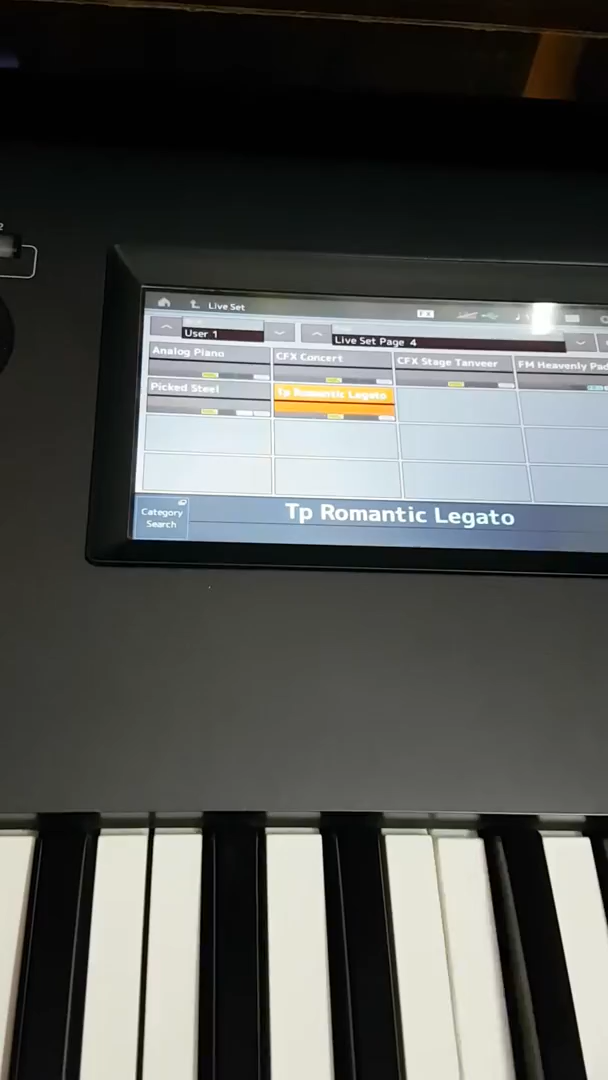 Live Set
FX
User 1
Live Set Page 4
Analog Piano
CFX Concert
CFX Stage Tanveer
FM Heavenly Pad
Picked Steel
Tp Romantic Legato
Category
Search
Tp Romantic Legato